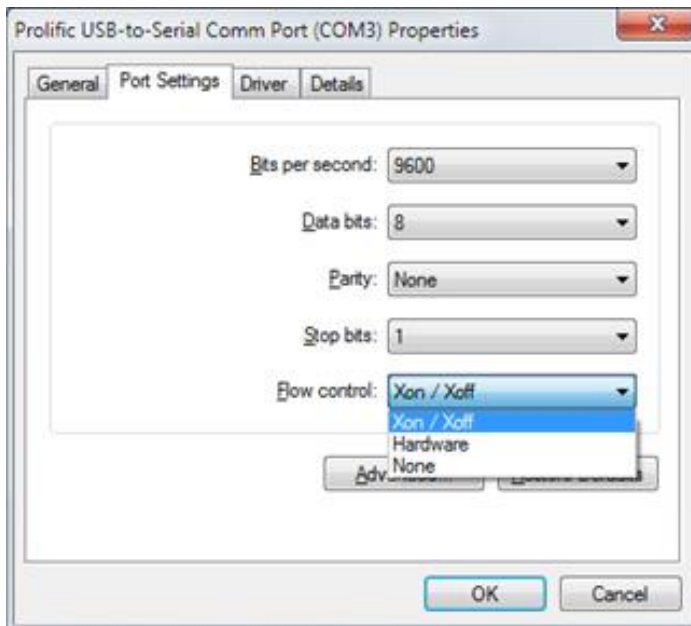 Prolific USB-to-Serial Comm Port (COM3) Properties
General Port Settings Driver Details
Bits per second: 9600
Data bits: 8
Parity: None
Stop bits: 1
Flow control: Xon / Xoff
Xon / Xoff
Hardware
None
OK Cancel